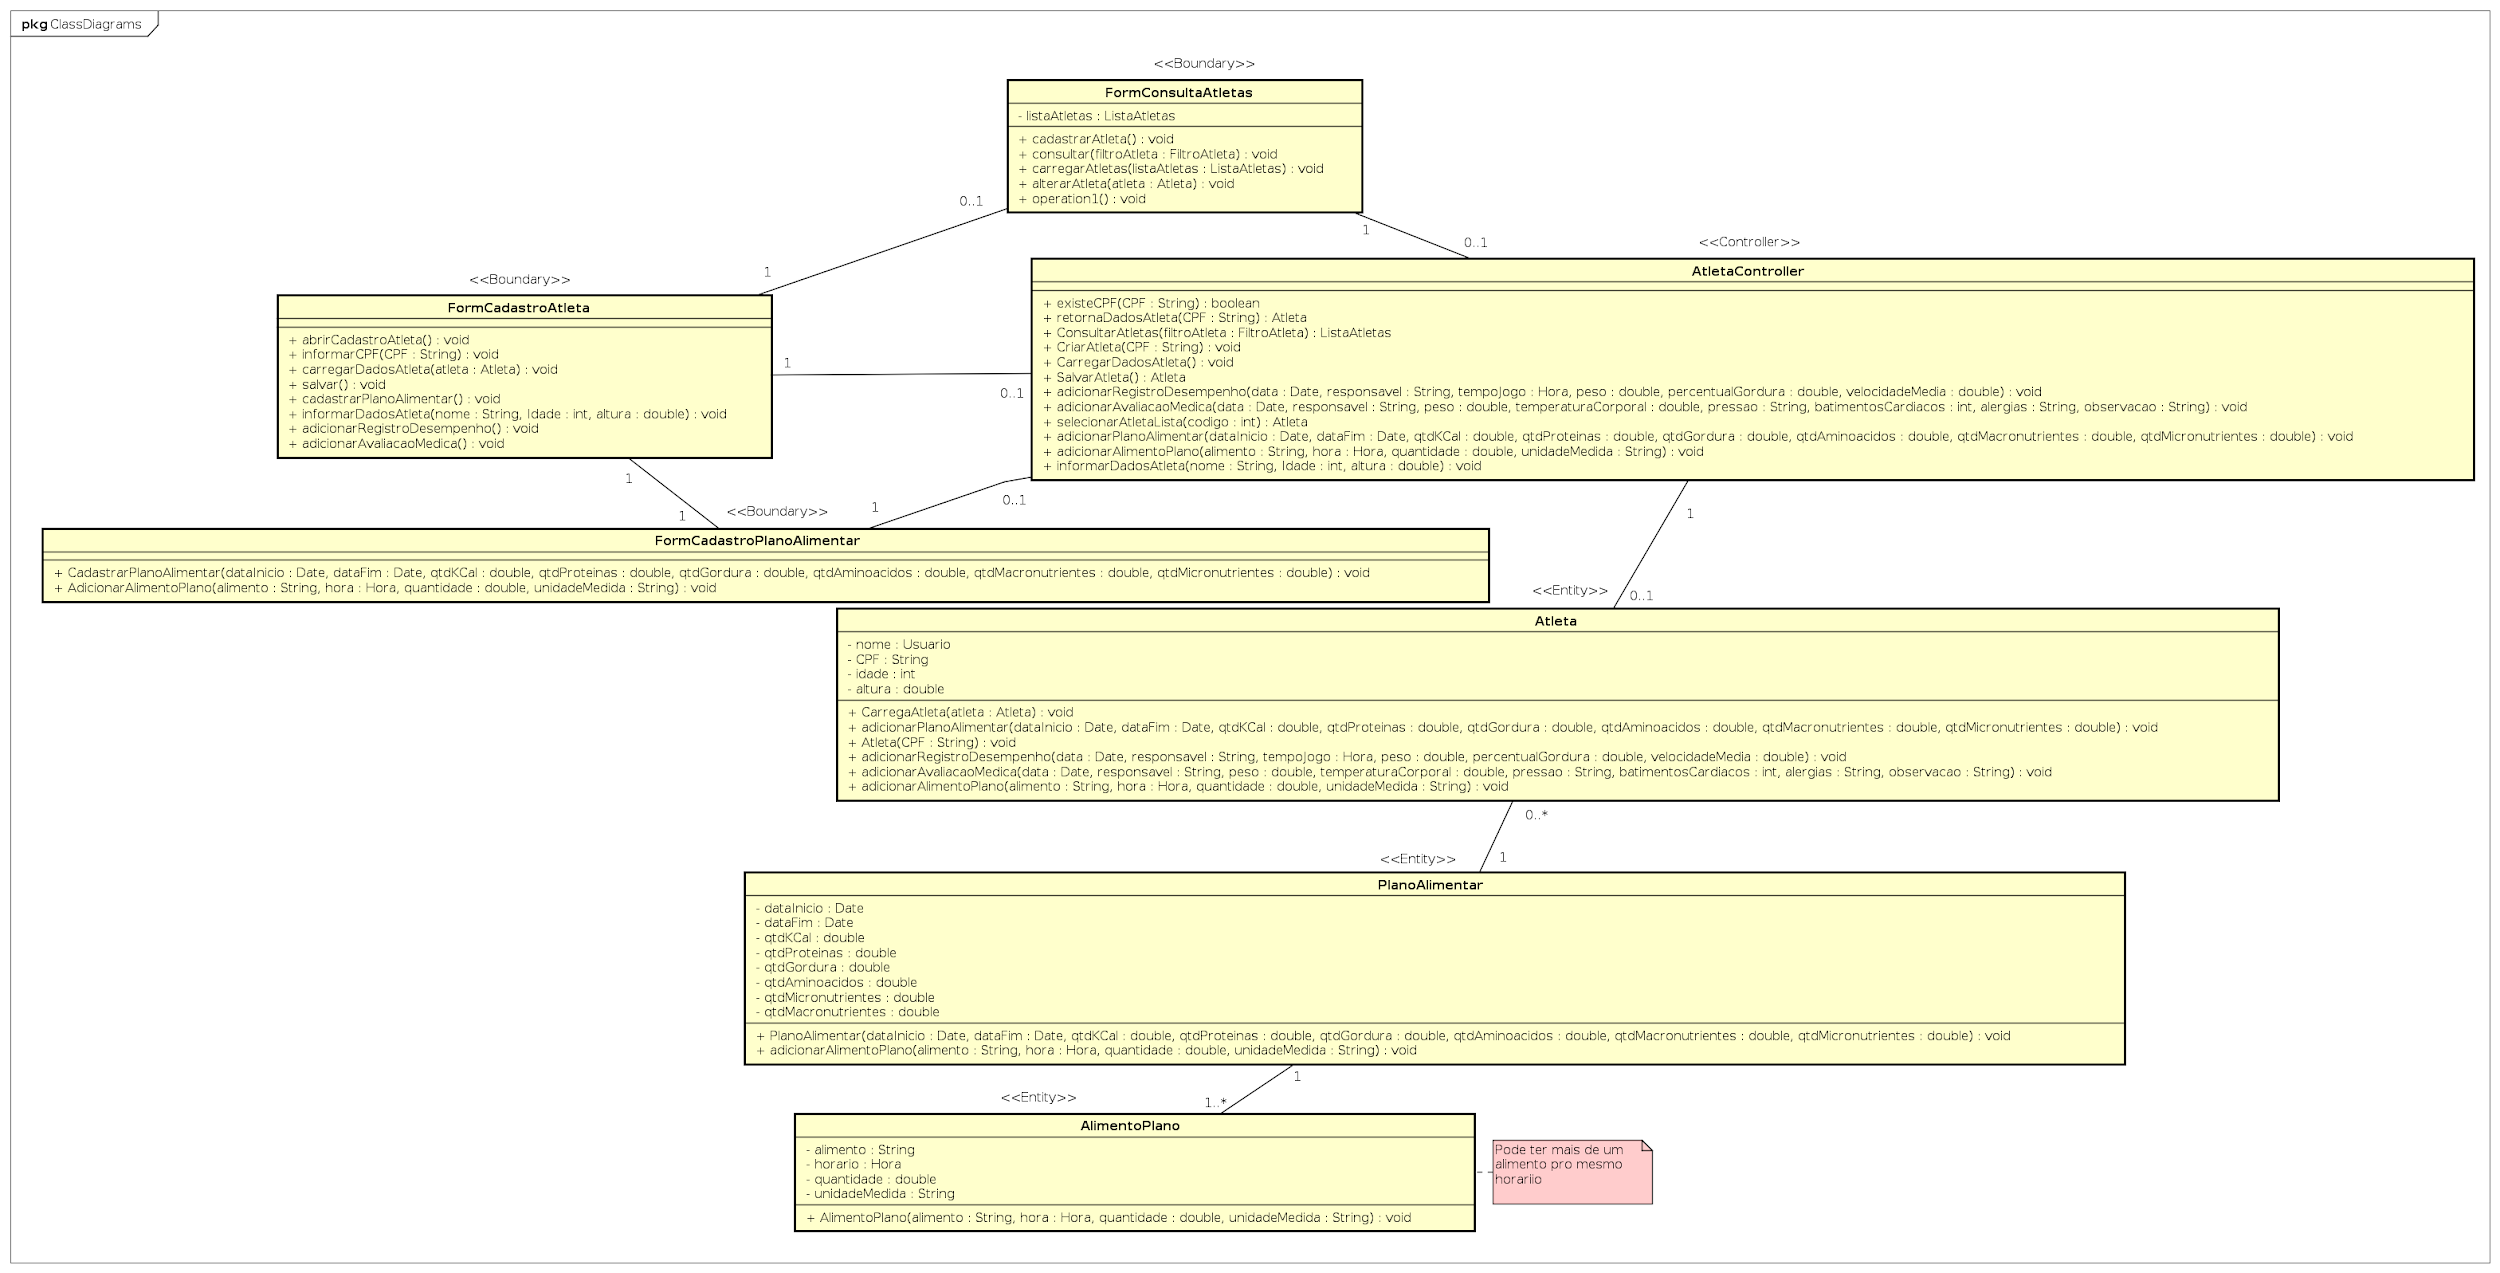 pkg ClassDiagrams
<<Boundary>>
FormConsultaAtletas
- listaAtletas : ListaAtletas
+ cadastrarAtleta() : void
+ consultar(filtroAtleta : FiltroAtleta) : void
+ carregarAtletas(listaAtletas : ListaAtletas) : void
+ alterarAtleta(atleta : Atleta) : void
+ operation1() : void
0..1
1
1
0..1
<<Boundary>>
FormCadastroAtleta
+ abrirCadastroAtleta() : void
+ informarCPF(CPF : String) : void
+ carregarDadosAtleta(atleta : Atleta) : void
+ salvar() : void
+ cadastrarPlanoAlimentar() : void
+ informarDadosAtleta(nome : String, Idade : int, altura : double) : void
+ adicionarRegistroDesempenho() : void
+ adicionarAvaliacaoMedica() : void
1
0..1
<<Controller>>
AtletaController
+ existeCPF(CPF : String) : boolean
+ retornaDadosAtleta(CPF : String) : Atleta
+ ConsultarAtletas(filtroAtleta : FiltroAtleta) : ListaAtletas
+ CriarAtleta(CPF : String) : void
+ CarregarDadosAtleta() : void
+ SalvarAtleta() : Atleta
+ adicionarRegistroDesempenho(data : Date, responsavel : String, tempoJogo : Hora, peso : double, percentualGordura : double, velocidadeMedia : double) : void
+ adicionarAvaliacaoMedica(data : Date, responsavel : String, peso : double, temperaturaCorporal : double, pressao : String, batimentosCardiacos : int, alergias : String, observacao : String) : void
+ selecionarAtletaLista(codigo : int) : Atleta
+ adicionarPlanoAlimentar(dataInicio : Date, dataFim : Date, qtdKCal : double, qtdProteinas : double, qtdGordura : double, qtdAminoacidos : double, qtdMacronutrientes : double, qtdMicronutrientes : double) : void
+ adicionarAlimentoPlano(alimento : String, hora : Hora, quantidade : double, unidadeMedida : String) : void
+ informarDadosAtleta(nome : String, Idade : int, altura : double) : void
1
1
1
0..1
<<Boundary>>
FormCadastroPlanoAlimentar
+ CadastrarPlanoAlimentar(dataInicio : Date, dataFim : Date, qtdKCal : double, qtdProteinas : double, qtdGordura : double, qtdAminoacidos : double, qtdMacronutrientes : double, qtdMicronutrientes : double) : void
+ AdicionarAlimentoPlano(alimento : String, hora : Hora, quantidade : double, unidadeMedida : String) : void
1
0..1
<<Entity>>
Atleta
- nome : Usuario
- CPF : String
- idade : int
- altura : double
+ CarregaAtleta(atleta : Atleta) : void
+ adicionarPlanoAlimentar(dataInicio : Date, dataFim : Date, qtdKCal : double, qtdProteinas : double, qtdGordura : double, qtdAminoacidos : double, qtdMacronutrientes : double, qtdMicronutrientes : double) : void
+ Atleta(CPF : String) : void
+ adicionarRegistroDesempenho(data : Date, responsavel : String, tempoJogo : Hora, peso : double, percentualGordura : double, velocidadeMedia : double) : void
+ adicionarAvaliacaoMedica(data : Date, responsavel : String, peso : double, temperaturaCorporal : double, pressao : String, batimentosCardiacos : int, alergias : String, observacao : String) : void
+ adicionarAlimentoPlano(alimento : String, hora : Hora, quantidade : double, unidadeMedida : String) : void
0..*
1
<<Entity>>
PlanoAlimentar
- dataInicio : Date
- dataFim : Date
- qtdKCal : double
- qtdProteinas : double
- qtdGordura : double
- qtdAminoacidos : double
- qtdMicronutrientes : double
- qtdMacronutrientes : double
+ PlanoAlimentar(dataInicio : Date, dataFim : Date, qtdKCal : double, qtdProteinas : double, qtdGordura : double, qtdAminoacidos : double, qtdMacronutrientes : double, qtdMicronutrientes : double) : void
+ adicionarAlimentoPlano(alimento : String, hora : Hora, quantidade : double, unidadeMedida : String) : void
1
1..*
<<Entity>>
AlimentoPlano
- alimento : String
- horario : Hora
- quantidade : double
- unidadeMedida : String
+ AlimentoPlano(alimento : String, hora : Hora, quantidade : double, unidadeMedida : String) : void
Pode ter mais de um
alimento pro mesmo
horariio